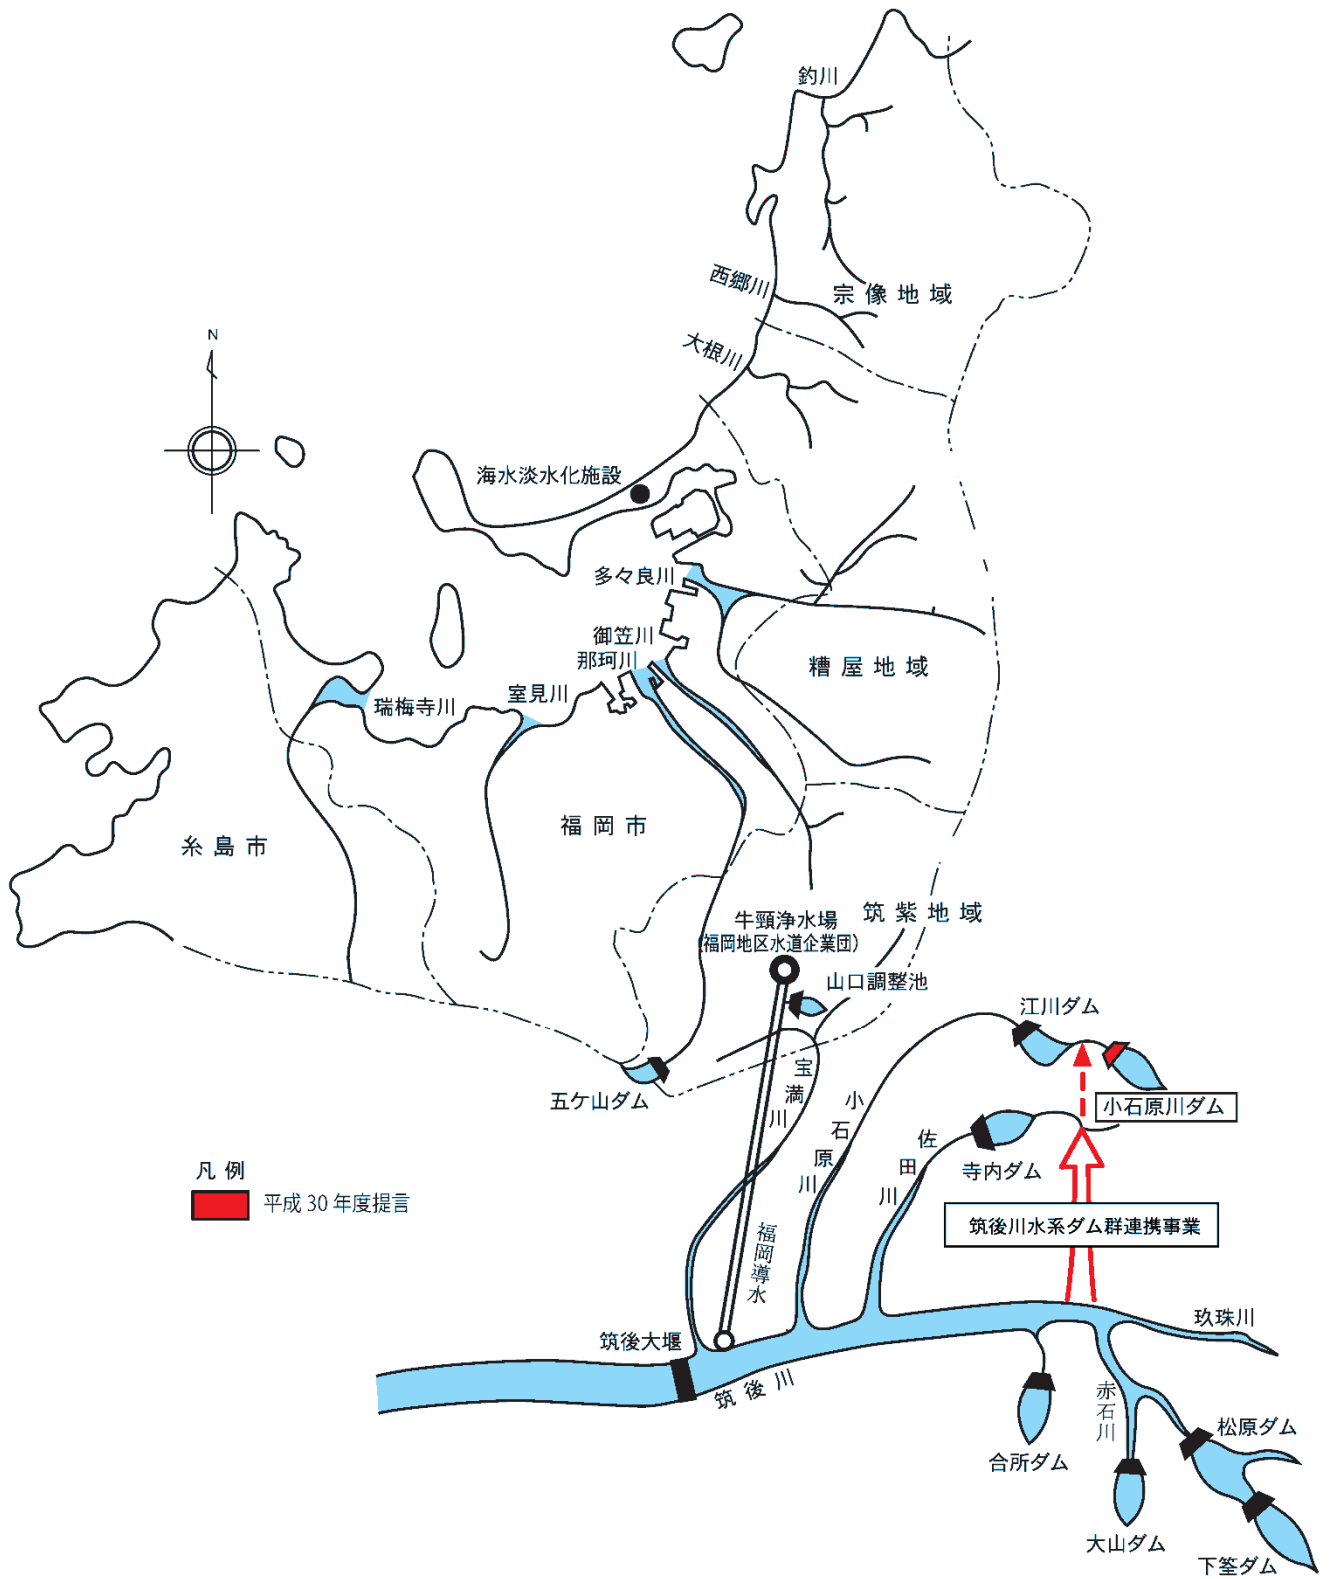 釣川
西郷川
宗像地域
大根川
N
海水淡水化施設
多々良川
御笠川
那珂川
糟屋地域
室見川
瑞梅寺川
福岡市
糸島市
筑紫地域
牛頸浄水場
(福岡地区水道企業団)
山口調整池
江川ダム
五ケ山ダム
宝満川
小石原川
小石原川ダム
佐田川
寺内ダム
凡例
平成30年度提言
筑後川水系ダム群連携事業
福岡導水
玖珠川
筑後大堰
筑後川
赤石川
松原ダム
合所ダム
大山ダム
下筌ダム